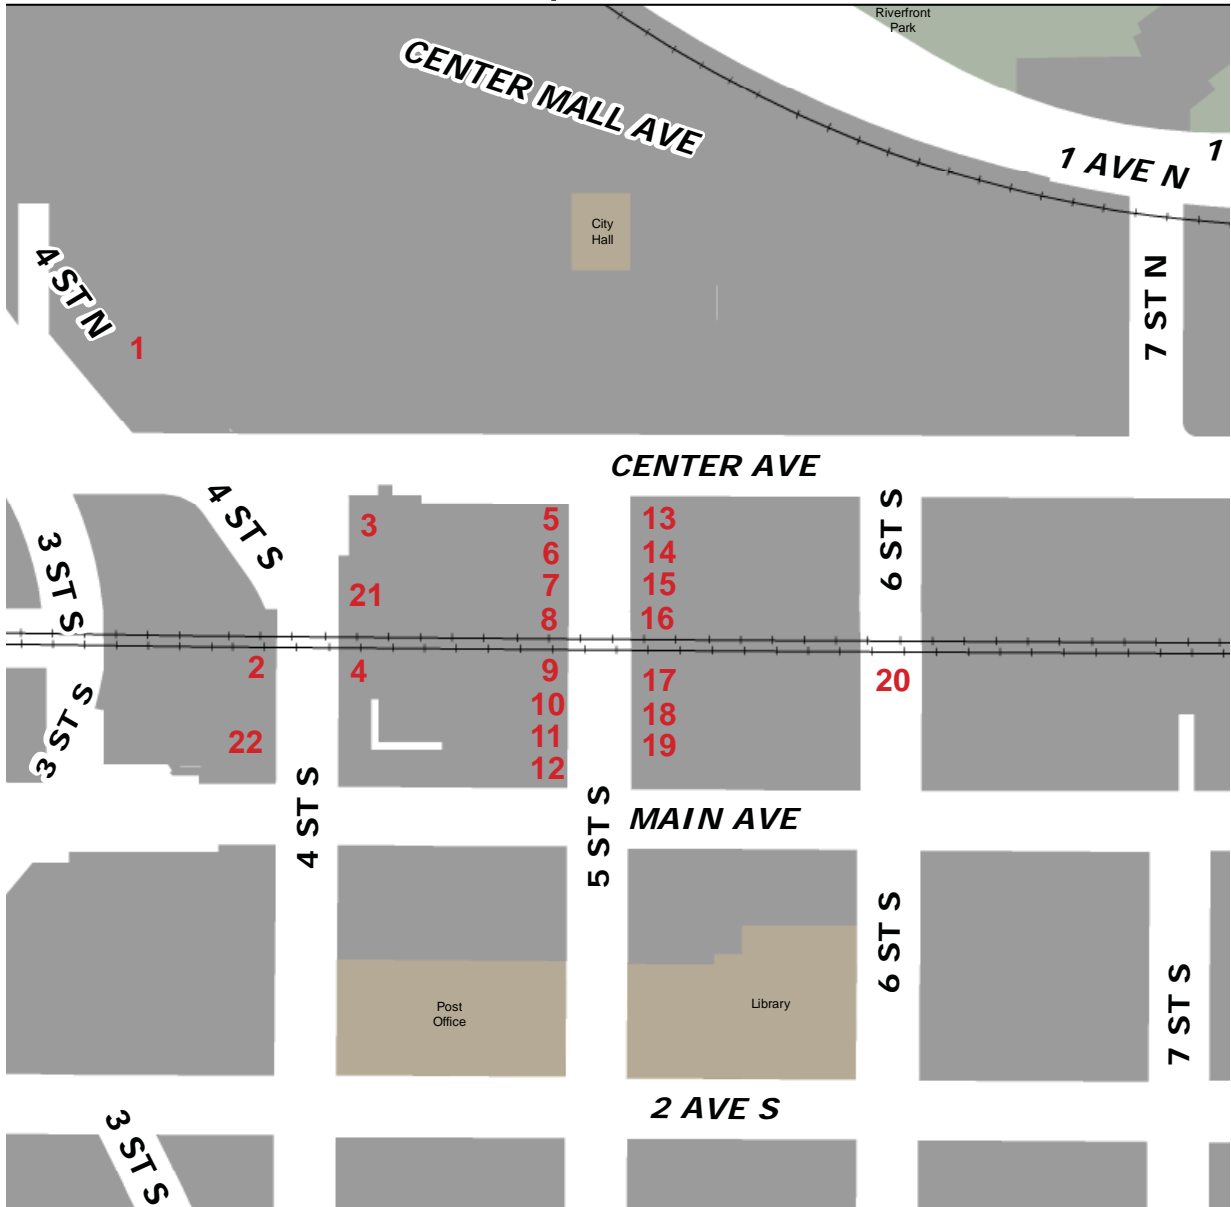 Riverfront
Park
CENTER MALL AVE
1 AVE N
1
City
Hall
4 ST N
7 ST N
1
CENTER AVE
4 ST S
3 ST S
6 ST S
3
5
13
6
14
7
15
21
8
16
2
4
9
17
20
10
18
3 ST S
22
11
19
12
4 ST S
5 ST S
MAIN AVE
6 ST S
Post
Office
Library
7 ST S
2 AVE S
3 ST S